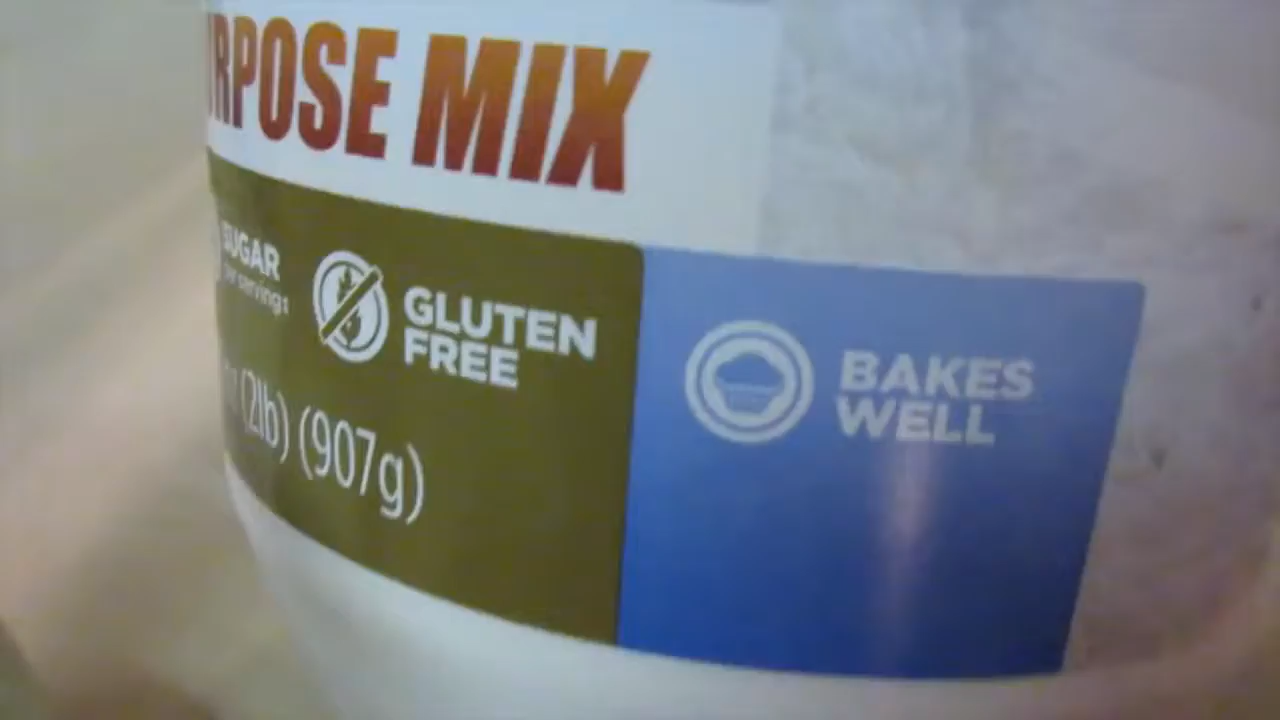 RPOSE MIX
SUGAR
per serving‡
GLUTEN
FREE
(2lb) (907g)
BAKES
WELL